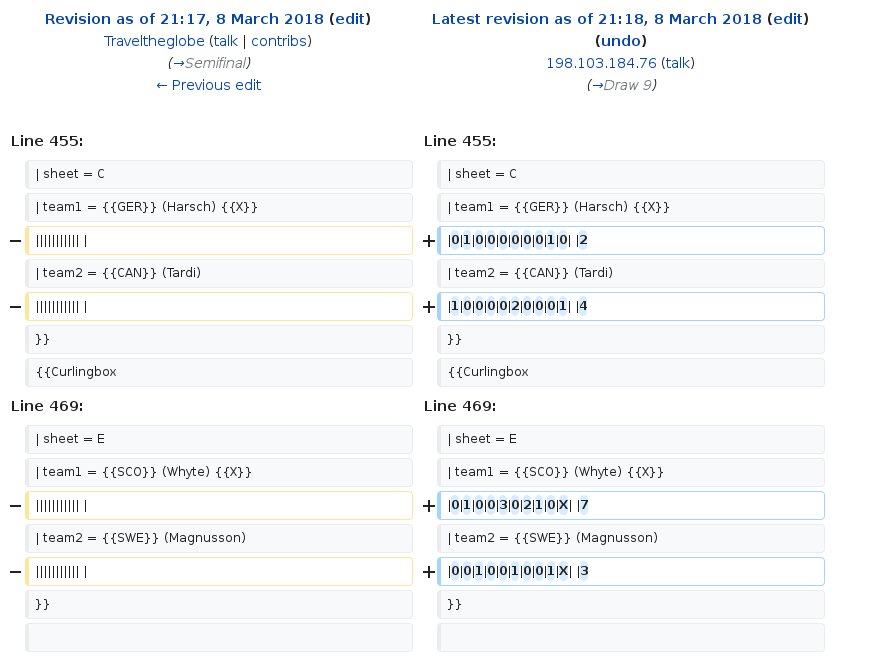 Revision as of 21:17, 8 March 2018 (edit)
Traveltheglobe (talk | contribs)
(→Semifinal)
← Previous edit
Line 455:
| sheet = C
| team1 = {{GER}} (Harsch) {{X}}
− ||||||||||| |
| team2 = {{CAN}} (Tardi)
− ||||||||||| |
}}
{{Curlingbox
Line 469:
| sheet = E
| team1 = {{SCO}} (Whyte) {{X}}
− ||||||||||| |
| team2 = {{SWE}} (Magnusson)
− ||||||||||| |
}}
Latest revision as of 21:18, 8 March 2018 (edit)
(undo)
198.103.184.76 (talk)
(→Draw 9)
Line 455:
| sheet = C
| team1 = {{GER}} (Harsch) {{X}}
+ |0|1|0|0|0|0|0|0|1|0| |2
| team2 = {{CAN}} (Tardi)
+ |1|0|0|0|0|2|0|0|0|1| |4
}}
{{Curlingbox
Line 469:
| sheet = E
| team1 = {{SCO}} (Whyte) {{X}}
+ |0|1|0|0|3|0|2|1|0|X| |7
| team2 = {{SWE}} (Magnusson)
+ |0|0|1|0|0|1|0|0|1|X| |3
}}